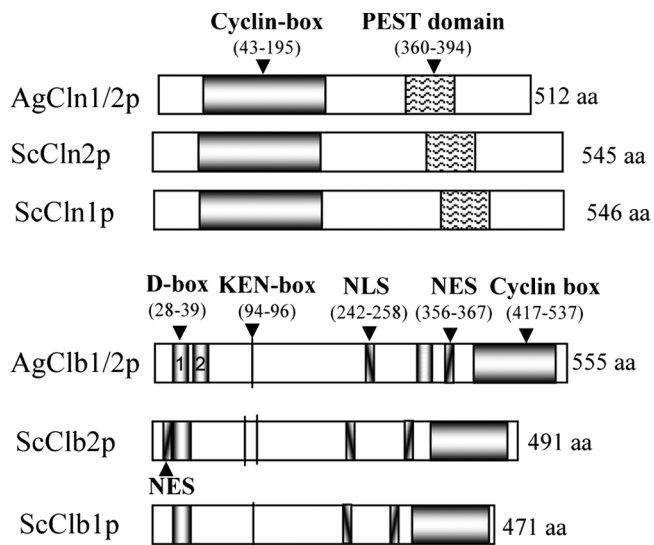 Cyclin-box PEST domain
(43-195) (360-394)
AgCln1/2p 512 aa
ScCln2p 545 aa
ScCln1p 546 aa
D-box KEN-box NLS NES Cyclin box
(28-39) (94-96) (242-258) (356-367) (417-537)
AgClb1/2p 1 2 555 aa
ScClb2p 491 aa
NES
ScClb1p 471 aa